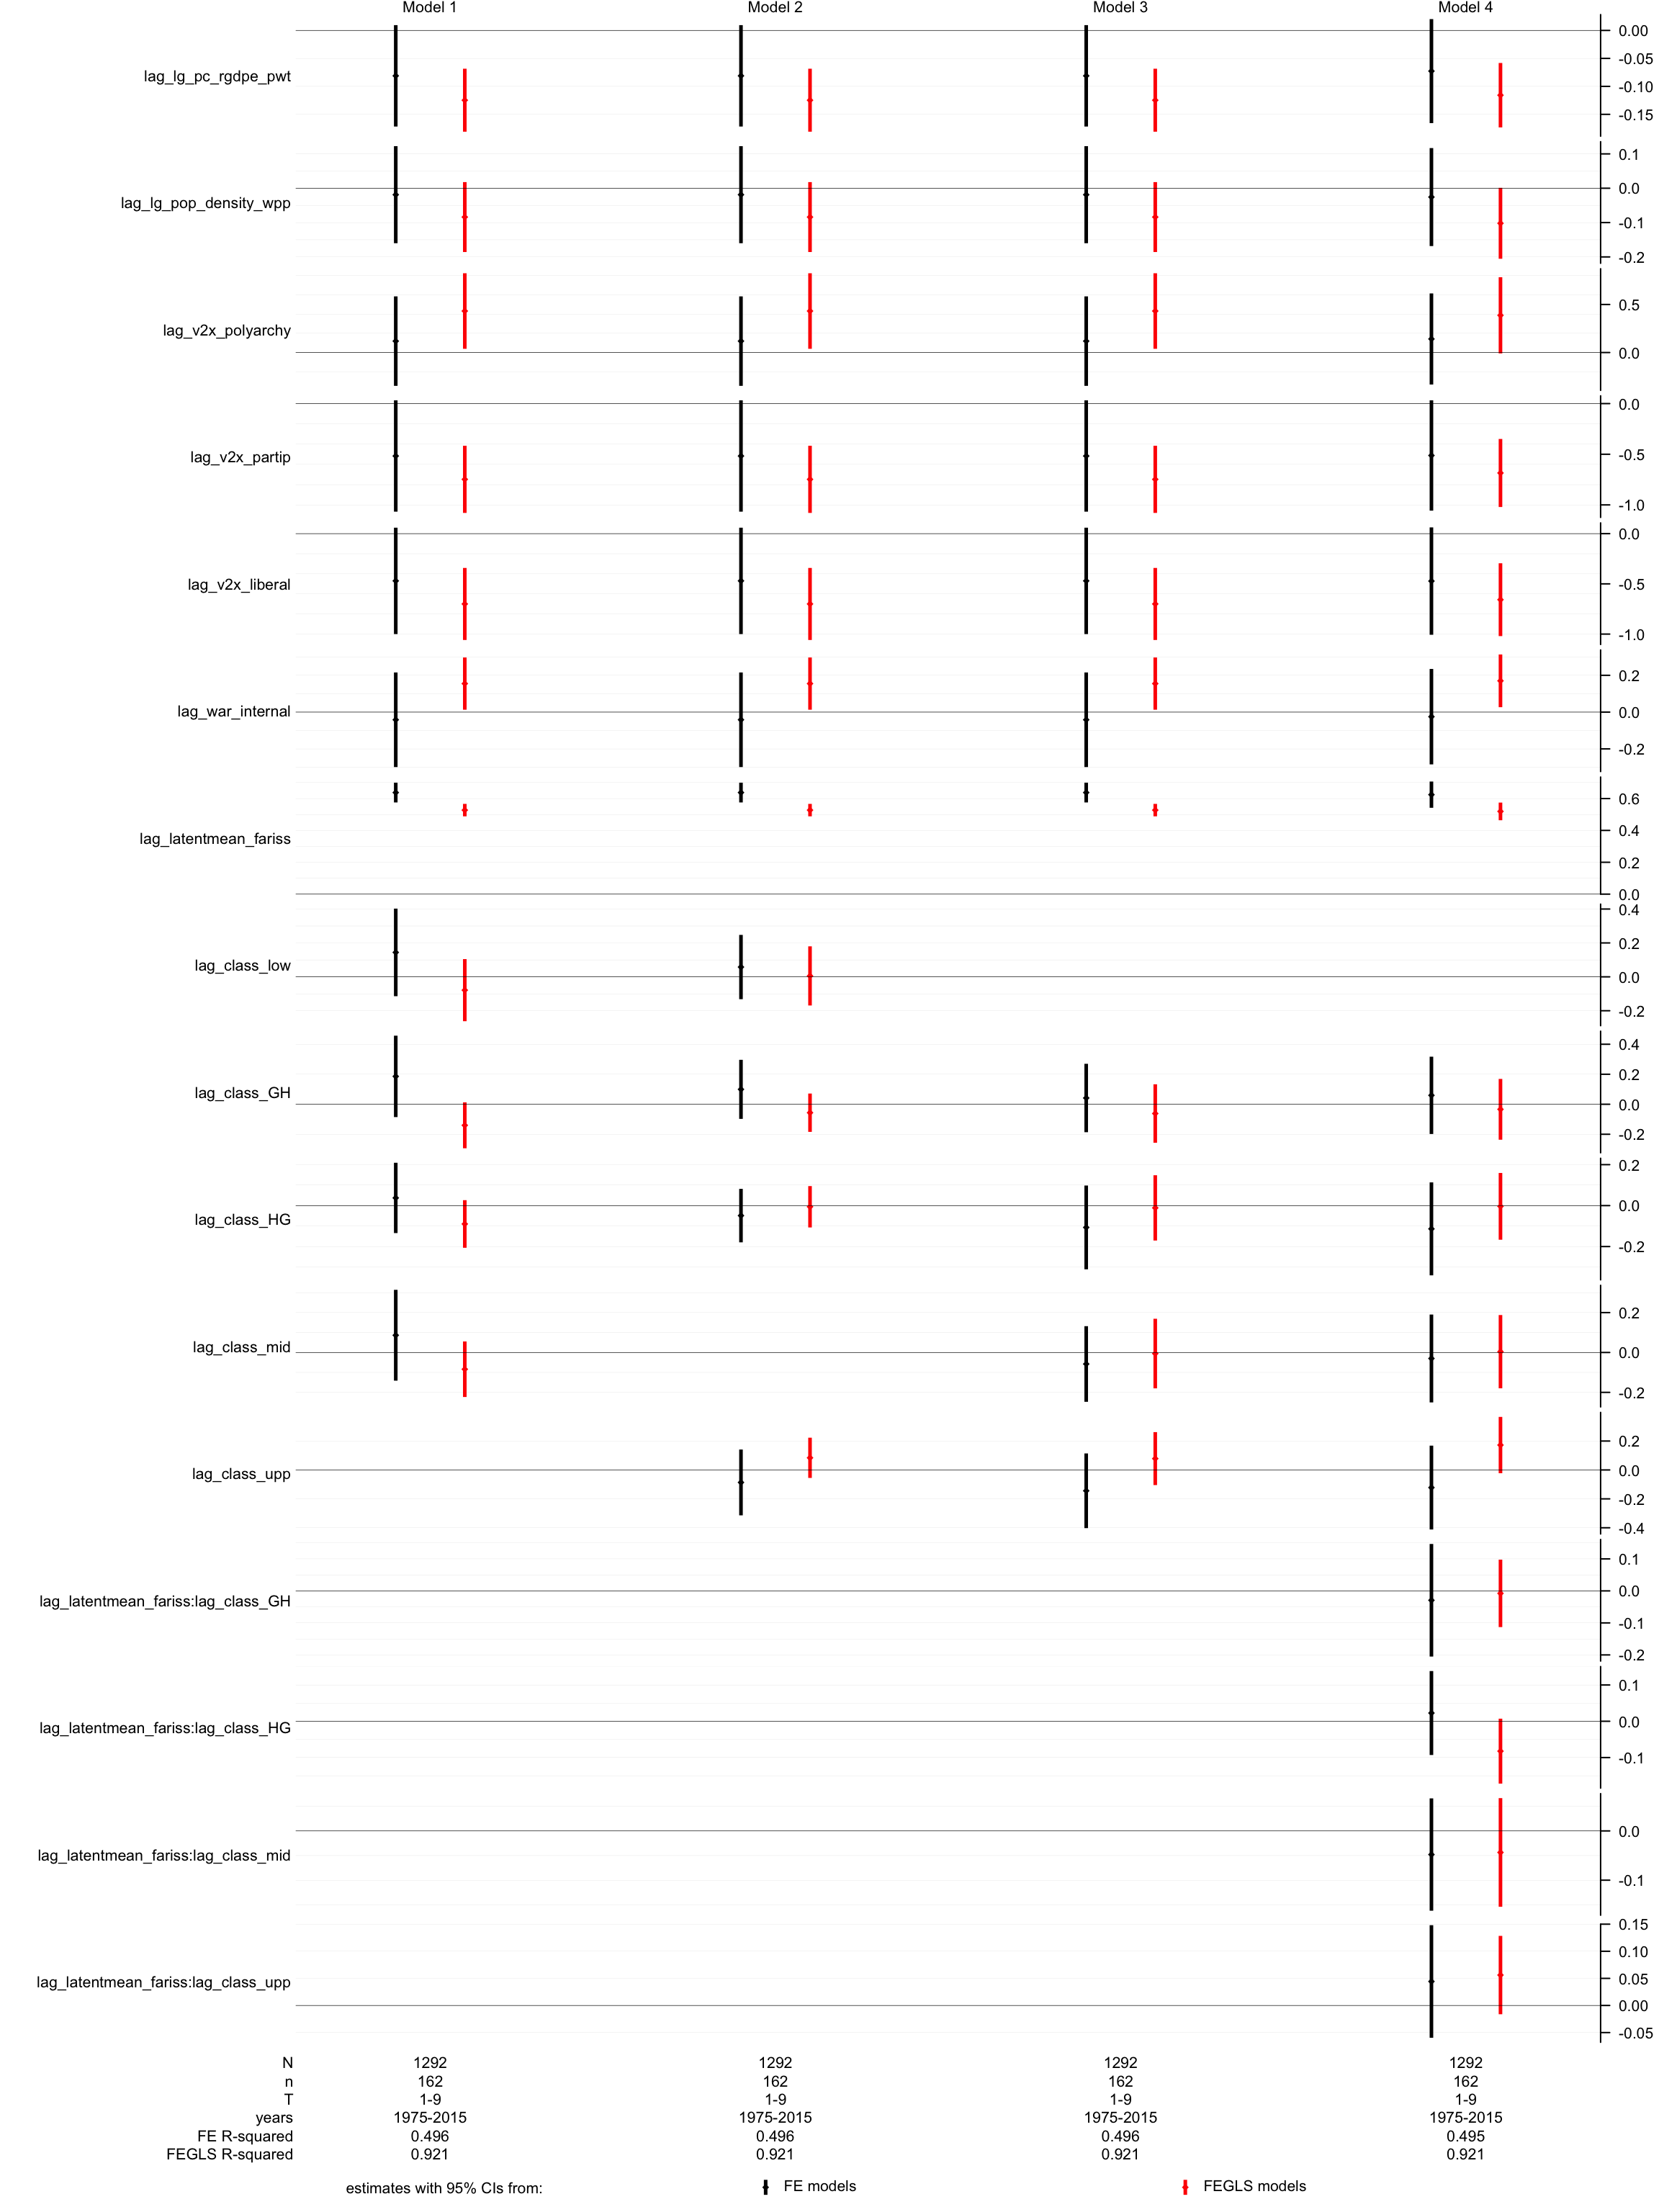 Model 1 Model 2 Model 3 Model 4
lag_lg_pc_rgdpe_pwt
0.00
-0.05
-0.10
-0.15
lag_lg_pop_density_wpp
0.1
0.0
-0.1
-0.2
lag_v2x_polyarchy
0.5
0.0
lag_v2x_partip
0.0
-0.5
-1.0
lag_v2x_liberal
0.0
-0.5
-1.0
lag_war_internal
0.2
0.0
-0.2
lag_latentmean_fariss
0.6
0.4
0.2
0.0
lag_class_low
0.4
0.2
0.0
-0.2
lag_class_GH
0.4
0.2
0.0
-0.2
lag_class_HG
0.2
0.0
-0.2
lag_class_mid
0.2
0.0
-0.2
lag_class_upp
0.2
0.0
-0.2
-0.4
lag_latentmean_fariss:lag_class_GH
0.1
0.0
-0.1
-0.2
lag_latentmean_fariss:lag_class_HG
0.1
0.0
-0.1
lag_latentmean_fariss:lag_class_mid
0.0
-0.1
lag_latentmean_fariss:lag_class_upp
0.15
0.10
0.05
0.00
-0.05
N 1292 1292 1292 1292
n 162 162 162 162
T 1-9 1-9 1-9 1-9
years 1975-2015 1975-2015 1975-2015 1975-2015
FE R-squared 0.496 0.496 0.496 0.495
FEGLS R-squared 0.921 0.921 0.921 0.921
estimates with 95% CIs from: FE models FEGLS models